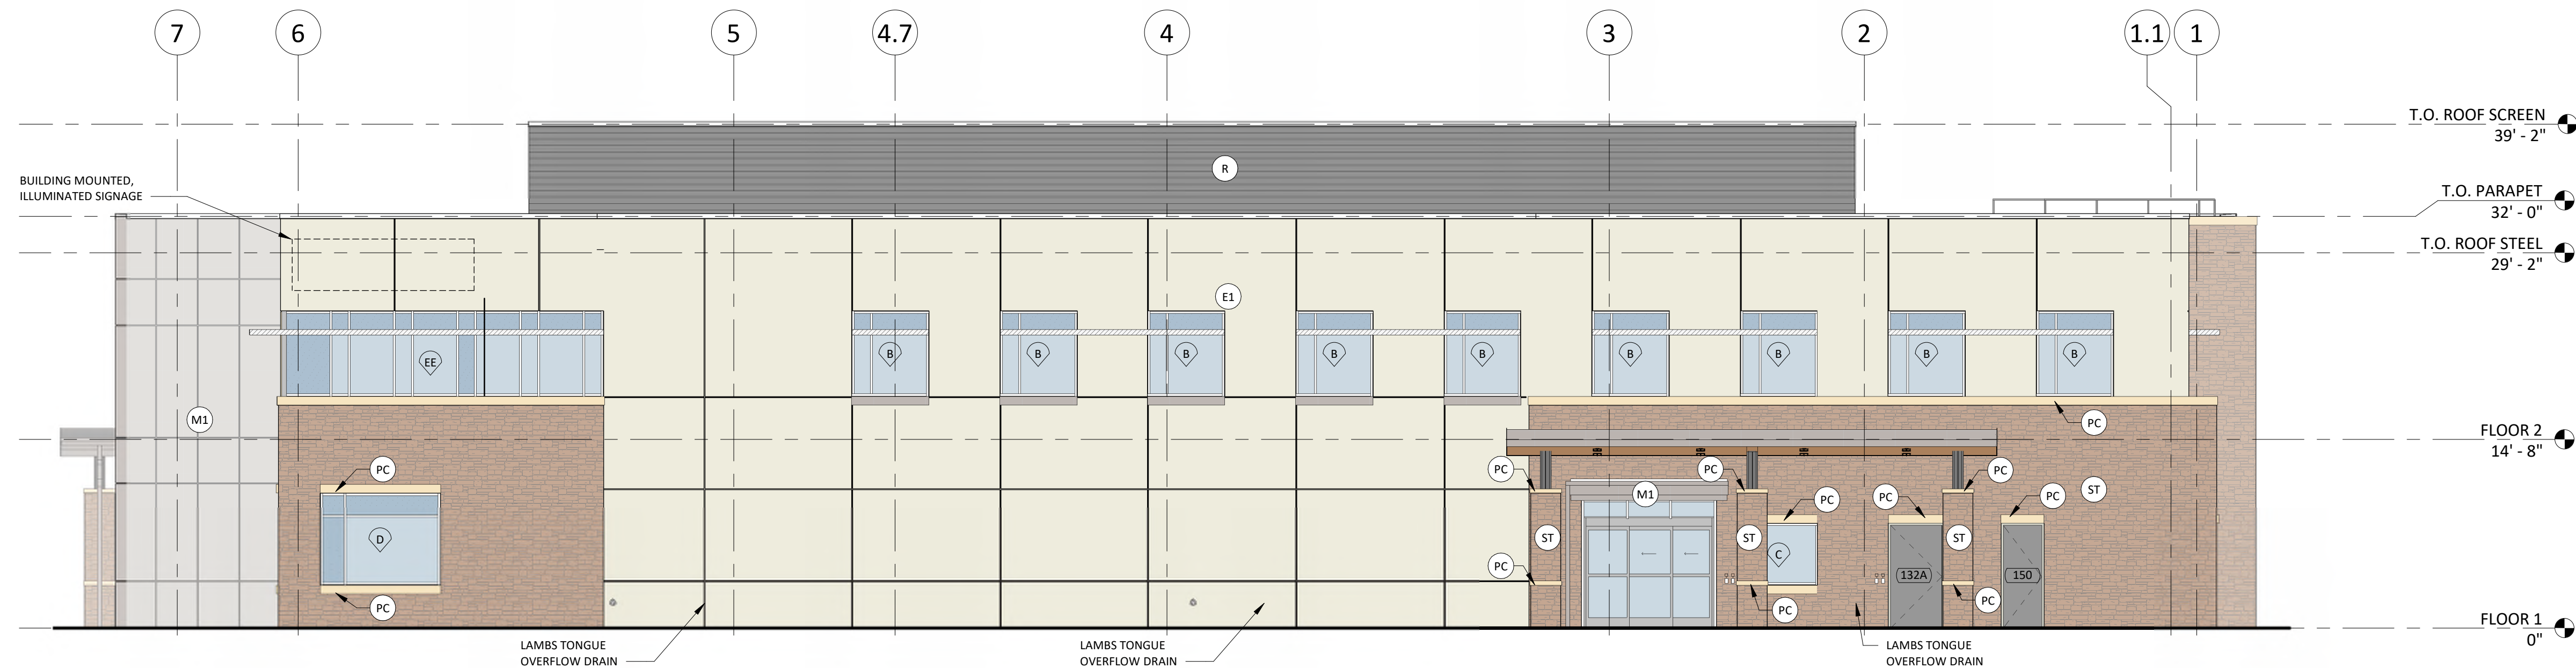 7
6
5
4.7
4
3
2
1.1
1
T.O. ROOF SCREEN
39' - 2"
R
BUILDING MOUNTED,
ILLUMINATED SIGNAGE
T.O. PARAPET
32' - 0"
T.O. ROOF STEEL
29' - 2"
E1
EE
B
B
B
B
B
B
B
B
B
M1
PC
FLOOR 2
14' - 8"
PC
PC
PC
PC
M1
PC
PC
PC
ST
D
ST
ST
ST
C
PC
132A
150
PC
PC
PC
FLOOR 1
0"
LAMBS TONGUE
OVERFLOW DRAIN
LAMBS TONGUE
OVERFLOW DRAIN
LAMBS TONGUE
OVERFLOW DRAIN